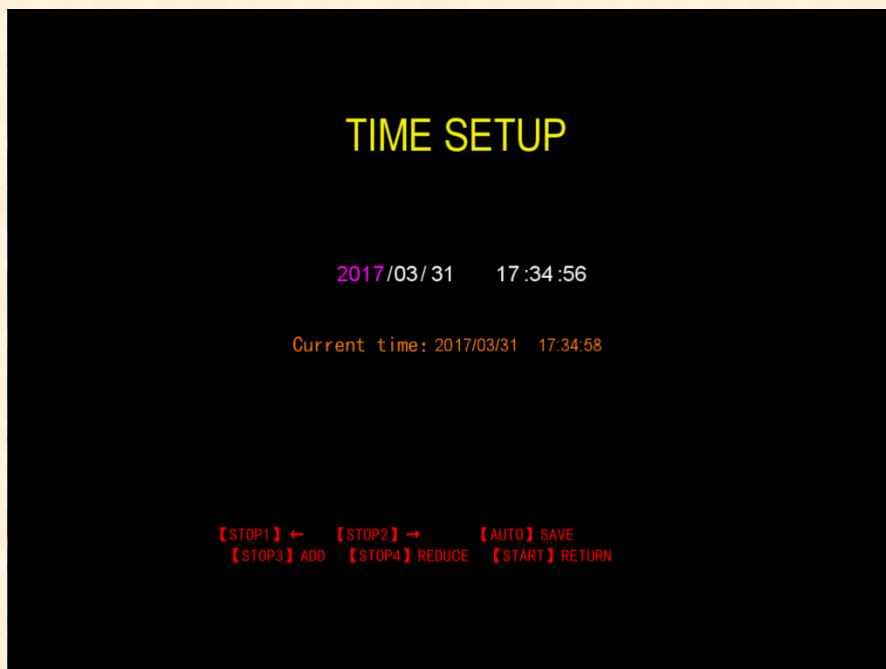 TIME SETUP
2017/03/31 17:34:56
Current time: 2017/03/31 17:34:58
【STOP1】← 【STOP2】→ 【AUTO】SAVE
【STOP3】ADD 【STOP4】REDUCE 【START】RETURN